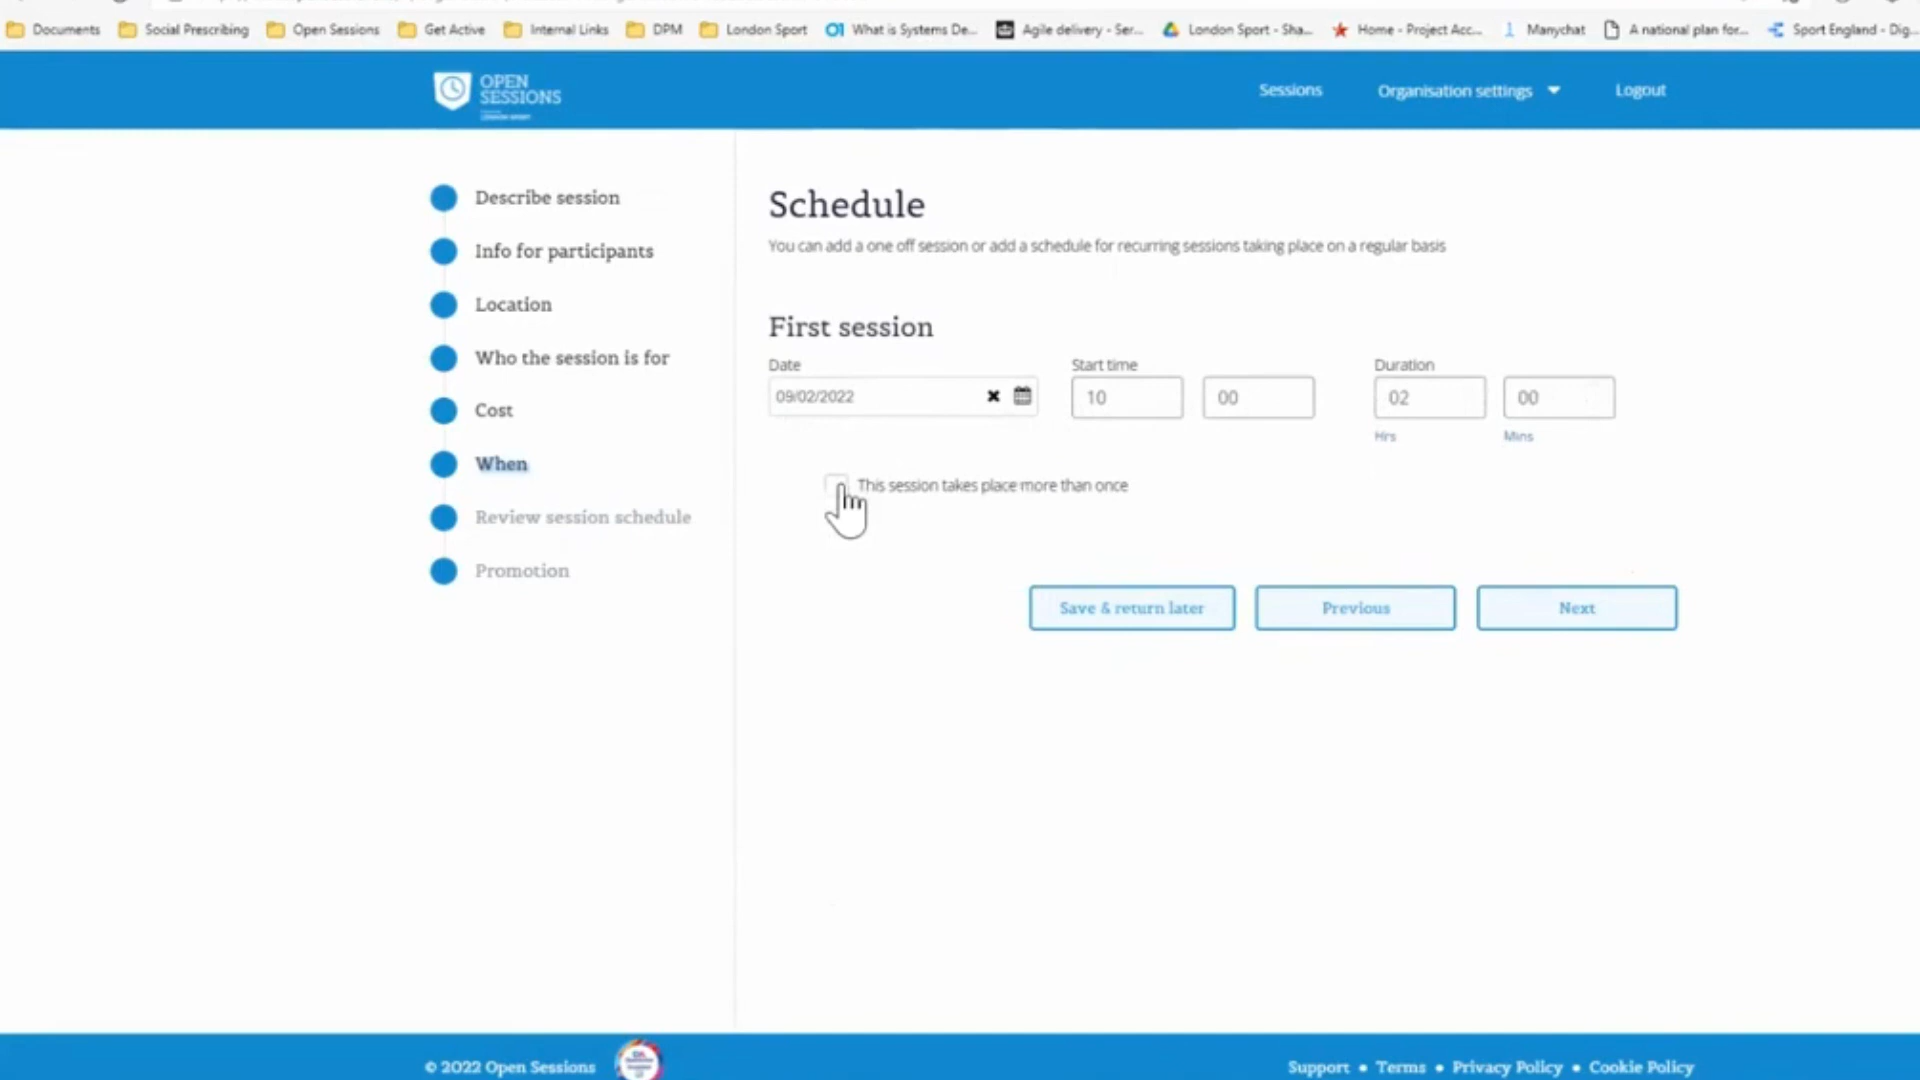 Documents Social Prescribing Open Sessions Get Active Internal Links DPM London Sport What is Systems De... Agile delivery - Ser... London Sport - Sha... Home - Project Acc... Manychat A national plan for... Sport England - Dig...
OPEN
SESSIONS
Sessions Organisation settings Logout
Describe session
Info for participants
Location
Who the session is for
Cost
When
Review session schedule
Promotion
Schedule
You can add a one off session or add a schedule for recurring sessions taking place on a regular basis
First session
Date Start time Duration
09/02/2022 10 00 02 00
Hrs Mins
This session takes place more than once
Save & return later Previous Next
© 2022 Open Sessions
Support • Terms • Privacy Policy • Cookie Policy